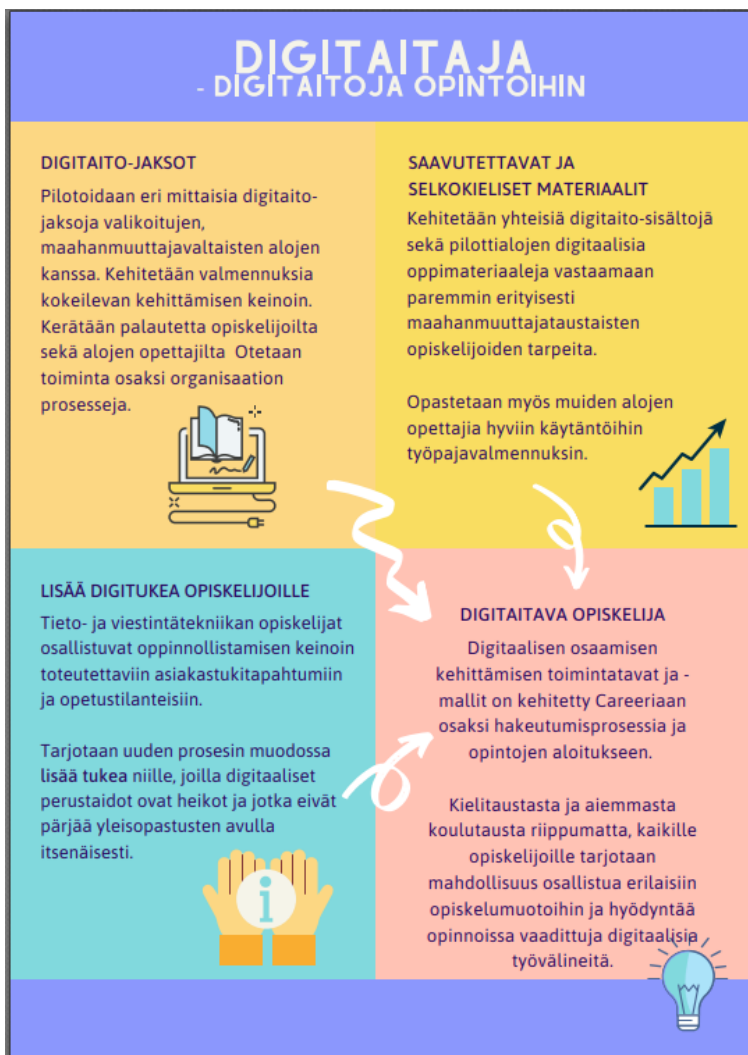 DIGITAITAJA
- DIGITAITOJA OPINTOIHIN
DIGITAITO-JAKSOT
Pilotoidaan eri mittaisia digitaito-
jaksoja valikoitujen,
maahanmuuttajavaltaisten alojen
kanssa. Kehitetään valmennuksia
kokeilevan kehittämisen keinoin.
Kerätään palautetta opiskelijoilta
sekä alojen opettajilta Otetaan
toiminta osaksi organisaation
prosesseja.
SAAVUTETTAVAT JA
SELKOKIELISET MATERIAALIT
Kehitetään yhteisiä digitaito-sisältojä
sekä pilottialojen digitaalisia
oppimateriaaleja vastaamaan
paremmin erityisesti
maahanmuuttajataustaisten
opiskelijoiden tarpeita.
Opastetaan myös muiden alojen
opettajia hyviin käytäntöihin
työpajavalmennuksin.
LISÄÄ DIGITUKEA OPISKELIJOILLE
Tieto- ja viestintätekniikan opiskelijat
osallistuvat oppinnollistamisen keinoin
toteutettaviin asiakastukitapahtumiin
ja opetustilanteisiin.
Tarjotaan uuden prosesin muodossa
lisää tukea niille, joilla digitaaliset
perustaidot ovat heikot ja jotka eivät
pärjää yleisopastusten avulla
itsenäisesti.
DIGITAITAVA OPISKELIJA
Digitaalisen osaamisen
kehittämisen toimintatavat ja -
mallit on kehitetty Careeriaan
osaksi hakeutumisprosessia ja
opintojen aloitukseen.
Kielitaustasta ja aiemmasta
koulutausta riippumatta, kaikille
opiskelijoille tarjotaan
mahdollisuus osallistua erilaisiin
opiskelumuotoihin ja hyödyntää
opinnoissa vaadittuja digitaalisia
työvälineitä.